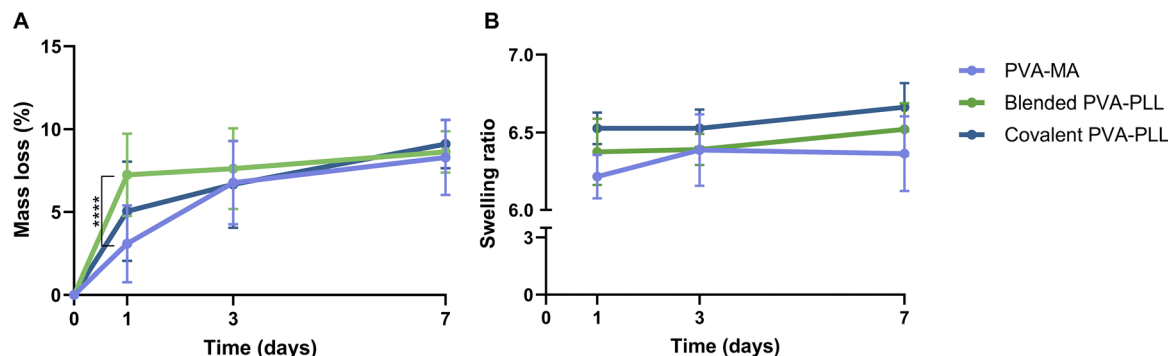 A
Mass loss (%)
15
10
5
0
****
0 1 3 7
Time (days)
B
Swelling ratio
7.0
6.5
6.0
3
0
0 1 3 7
Time (days)
PVA-MA
Blended PVA-PLL
Covalent PVA-PLL